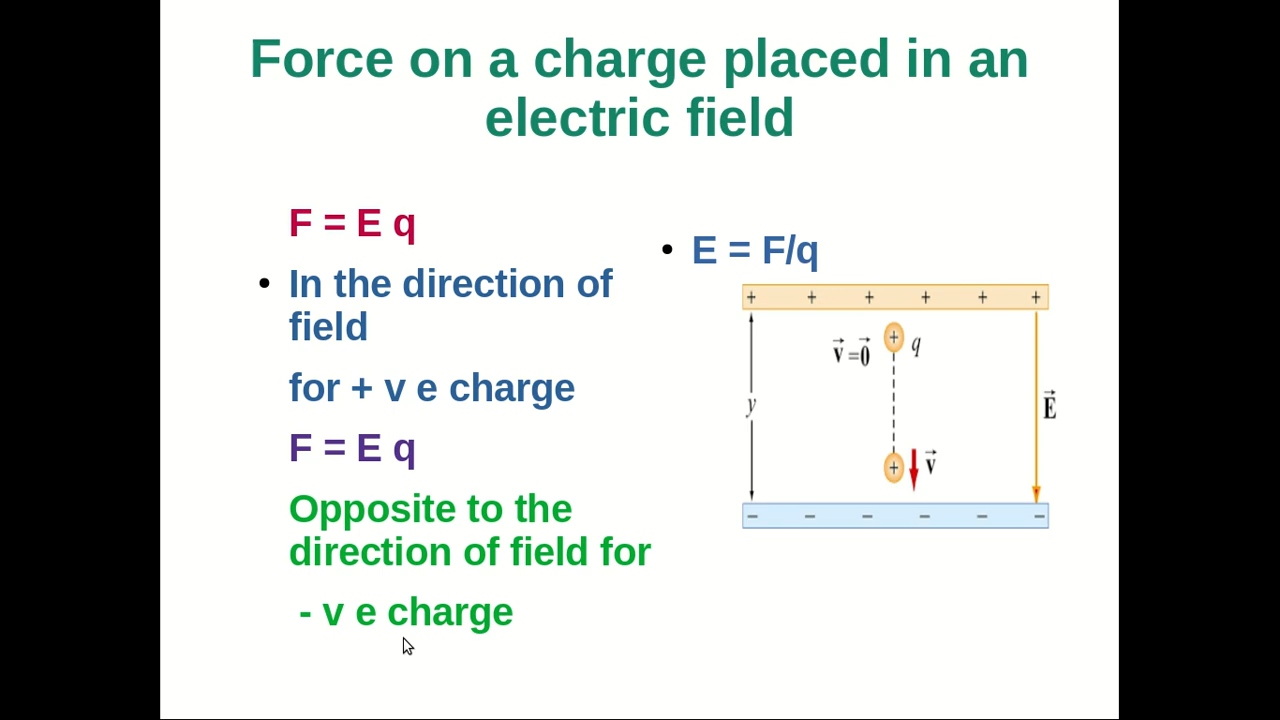 Force on a charge placed in an
electric field
F = E q
• In the direction of
field
for + v e charge
F = E q
Opposite to the
direction of field for
- v e charge
• E = F/q
+ + + + + +
v⃗ = 0⃗
+ q
y
E⃗
+ v⃗
− − − − − −